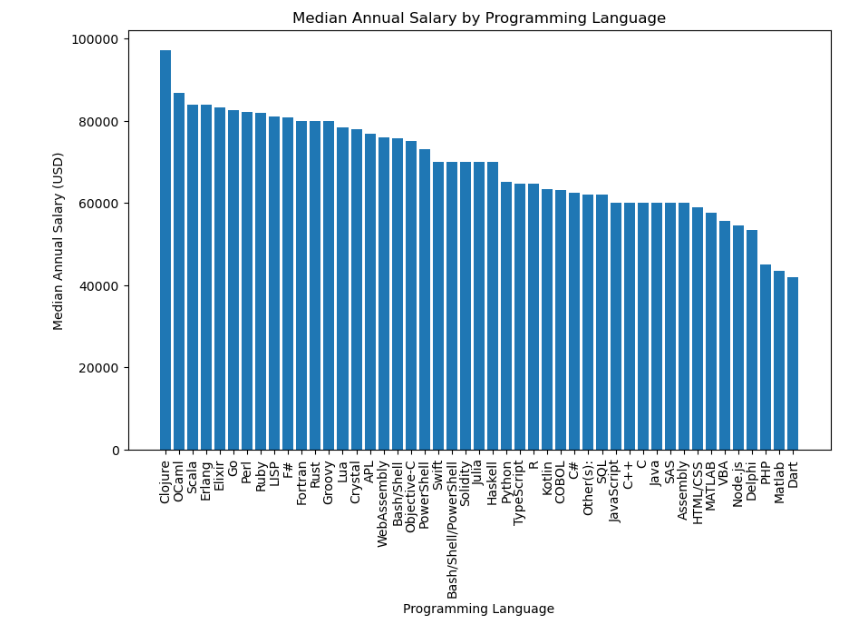 Median Annual Salary by Programming Language
Median Annual Salary (USD)
100000
80000
60000
40000
20000
0
Clojure
OCaml
Scala
Erlang
Elixir
Go
Perl
Ruby
LISP
F#
Fortran
Rust
Groovy
Lua
Crystal
APL
WebAssembly
Bash/Shell
Objective-C
PowerShell
Swift
Bash/Shell/PowerShell
Solidity
Julia
Haskell
Python
TypeScript
R
Kotlin
COBOL
C#
Other(s):
SQL
JavaScript
C++
C
Java
SAS
Assembly
HTML/CSS
MATLAB
VBA
Node.js
Delphi
PHP
Matlab
Dart
Programming Language